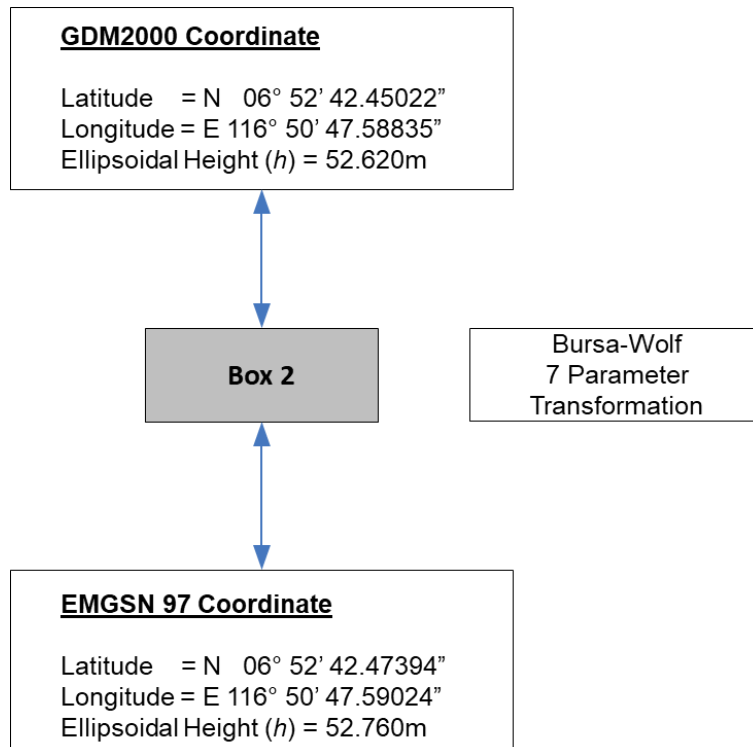 GDM2000 Coordinate
Latitude = N 06° 52’ 42.45022”
Longitude = E 116° 50’ 47.58835”
Ellipsoidal Height (h) = 52.620m
Box 2
Bursa-Wolf
7 Parameter
Transformation
EMGSN 97 Coordinate
Latitude = N 06° 52’ 42.47394”
Longitude = E 116° 50’ 47.59024”
Ellipsoidal Height (h) = 52.760m